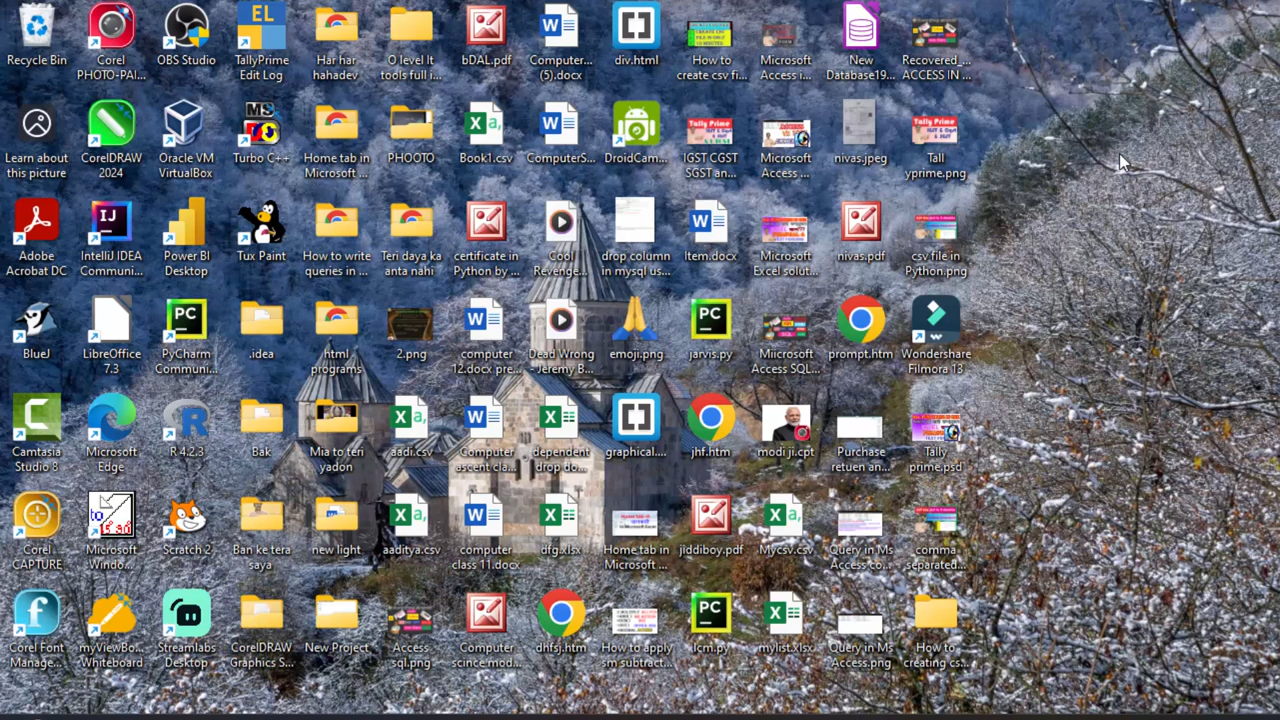 Recycle Bin
Corel
PHOTO-PAI...
OBS Studio
EL
TallyPrime
Edit Log
Har har
hahadev
O level It
tools full i...
bDAL.pdf
Computer...
(5).docx
div.html
How to
create csv fi...
Microsoft
Access i...
New
Database19...
Recovered_...
ACCESS IN ...
Learn about
this picture
CorelDRAW
2024
Oracle VM
VirtualBox
MS
Turbo C++
Home tab in
Microsoft ...
PHOOTO
Book1.csv
ComputerS...
DroidCam...
Tally Prime
IGST CGST
SGST an...
Microsoft
Access ...
nivas.jpeg
Tally Prime
Tall
yprime.png
Adobe
Acrobat DC
IJ
IntelliJ IDEA
Communi...
Power BI
Desktop
Tux Paint
How to write
queries in ...
Teri daya ka
anta nahi
certificate in
Python by ...
Cool
Revenge...
drop column
in mysql us...
Item.docx
Microsoft
Excel solut...
nivas.pdf
csv file in
Python.png
BlueJ
LibreOffice
7.3
PC
PyCharm
Communi...
.idea
html
programs
2.png
computer
12.docx pre...
Dead Wrong
- Jeremy B...
emoji.png
PC
jarvis.py
Miicrosoft
Access SQL...
prompt.htm
Wondershare
Filmora 13
Camtasia
Studio 8
Microsoft
Edge
R 4.2.3
Bak
Mia to teri
yadon
aadi.csv
Computer
ascent cla...
dependent
drop do...
graphical....
jhf.htm
modi ji.cpt
Purchase
retuen an...
Tally
prime.psd
Corel
CAPTURE
Microsoft
Windo...
Scratch 2
Ban ke tera
saya
new light
aaditya.csv
computer
class 11.docx
dfg.xlsx
Home tab in
Microsoft ...
jiddiboy.pdf
Mycsv.csv
Query in Ms
Access co...
comma
separated...
Corel Font
Manage...
myViewBo...
Whiteboard
Streamlabs
Desktop
CorelDRAW
Graphics S...
New Project
Access
sql.png
Computer
scince mod...
dhfsj.htm
How to apply
sm subtract...
PC
lcm.py
mylist.xlsx
Query in Ms
Access.png
How to
creating cs...